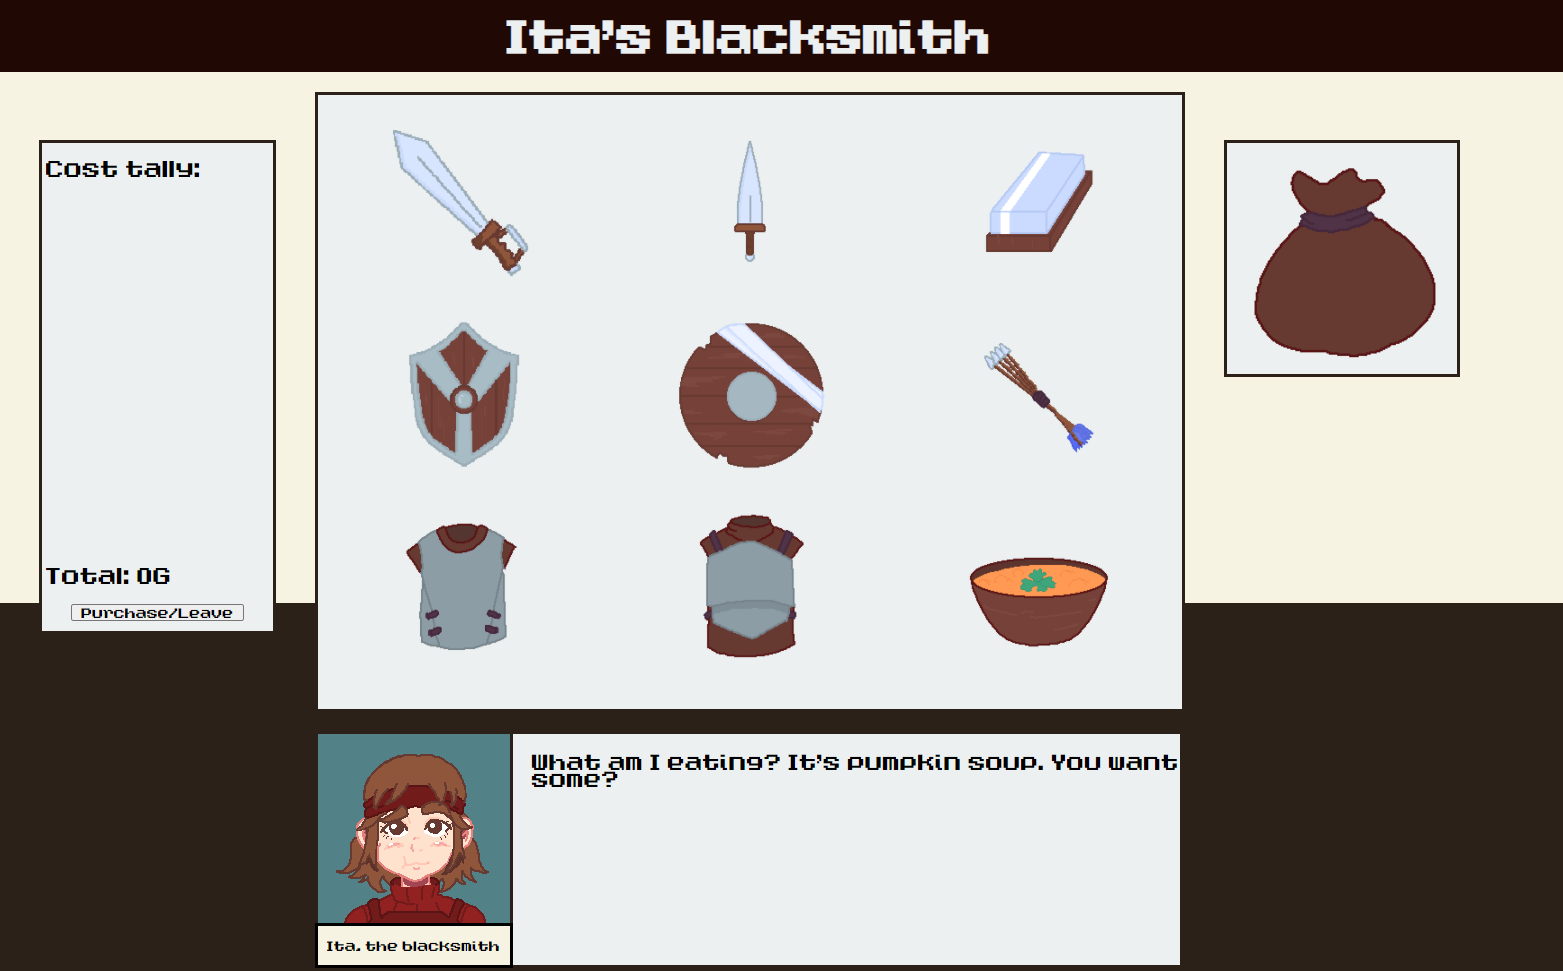 Ita's Blacksmith
Cost tally:
Total: 0G
Purchase/Leave
What am I eating? It's pumpkin soup. You want
some?
Ita, the blacksmith